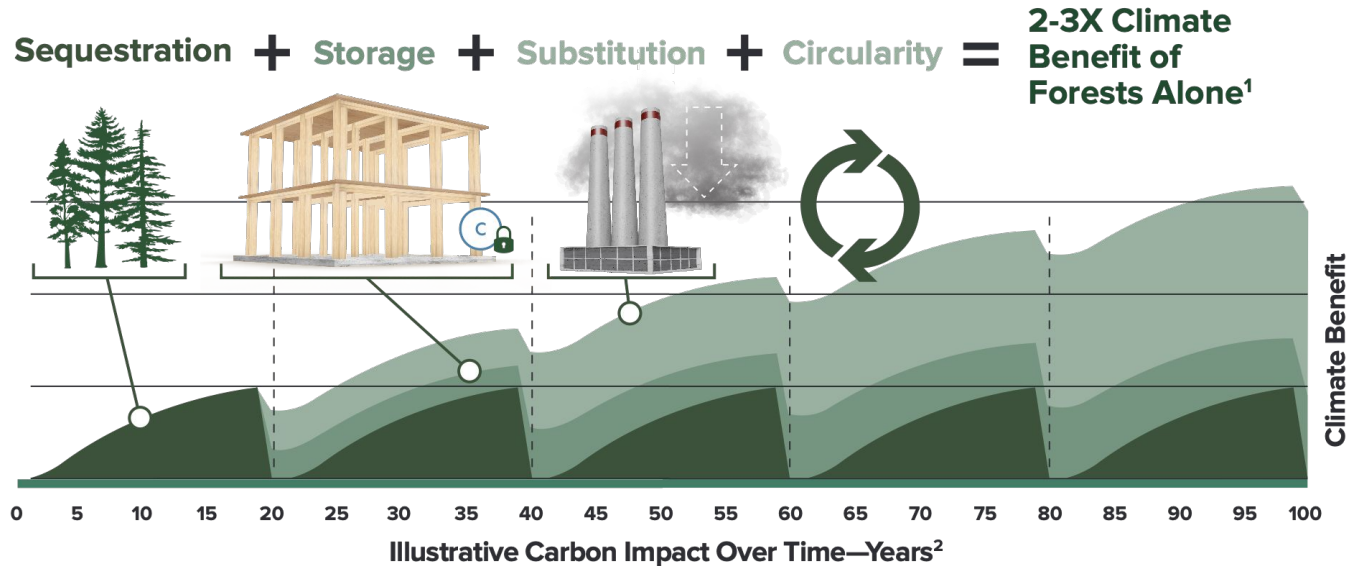 Sequestration + Storage + Substitution + Circularity = 2-3X Climate
Benefit of
Forests Alone¹
C
Climate Benefit
0 5 10 15 20 25 30 35 40 45 50 55 60 65 70 75 80 85 90 95 100
Illustrative Carbon Impact Over Time—Years²